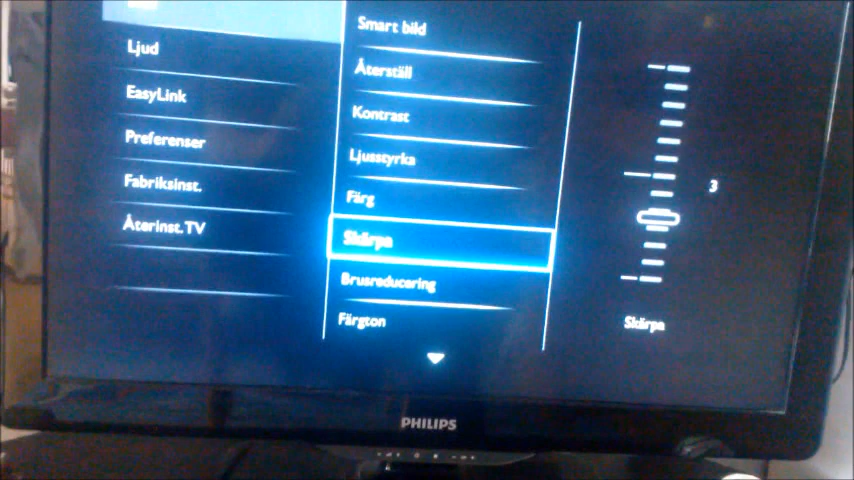 Ljud
EasyLink
Preferenser
Fabriksinst.
Återinst.TV
Smart bild
Återställ
Kontrast
Ljusstyrka
Färg
Skärpa
Brusreducering
Färgton
3
Skärpa
PHILIPS